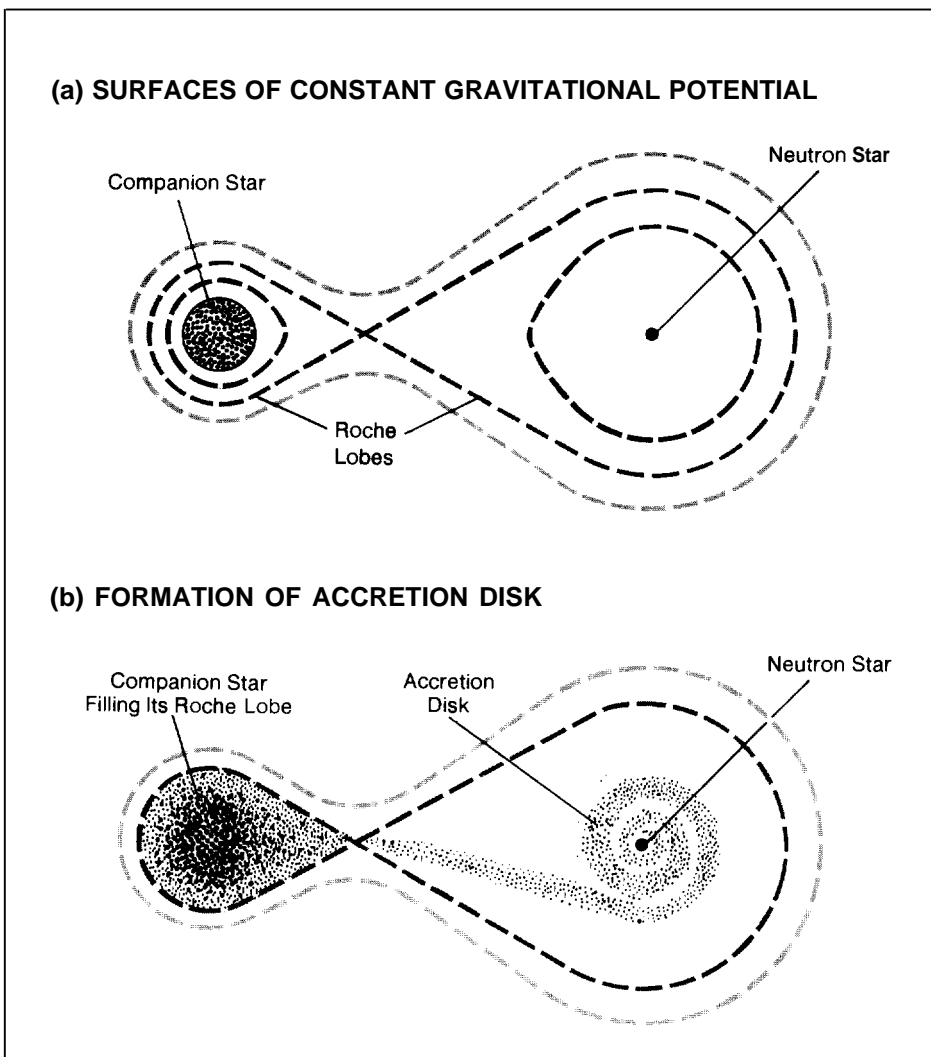 (a) SURFACES OF CONSTANT GRAVITATIONAL POTENTIAL
Neutron Star
Companion Star
Roche
Lobes
(b) FORMATION OF ACCRETION DISK
Companion Star
Filling Its Roche Lobe
Accretion
Disk
Neutron Star